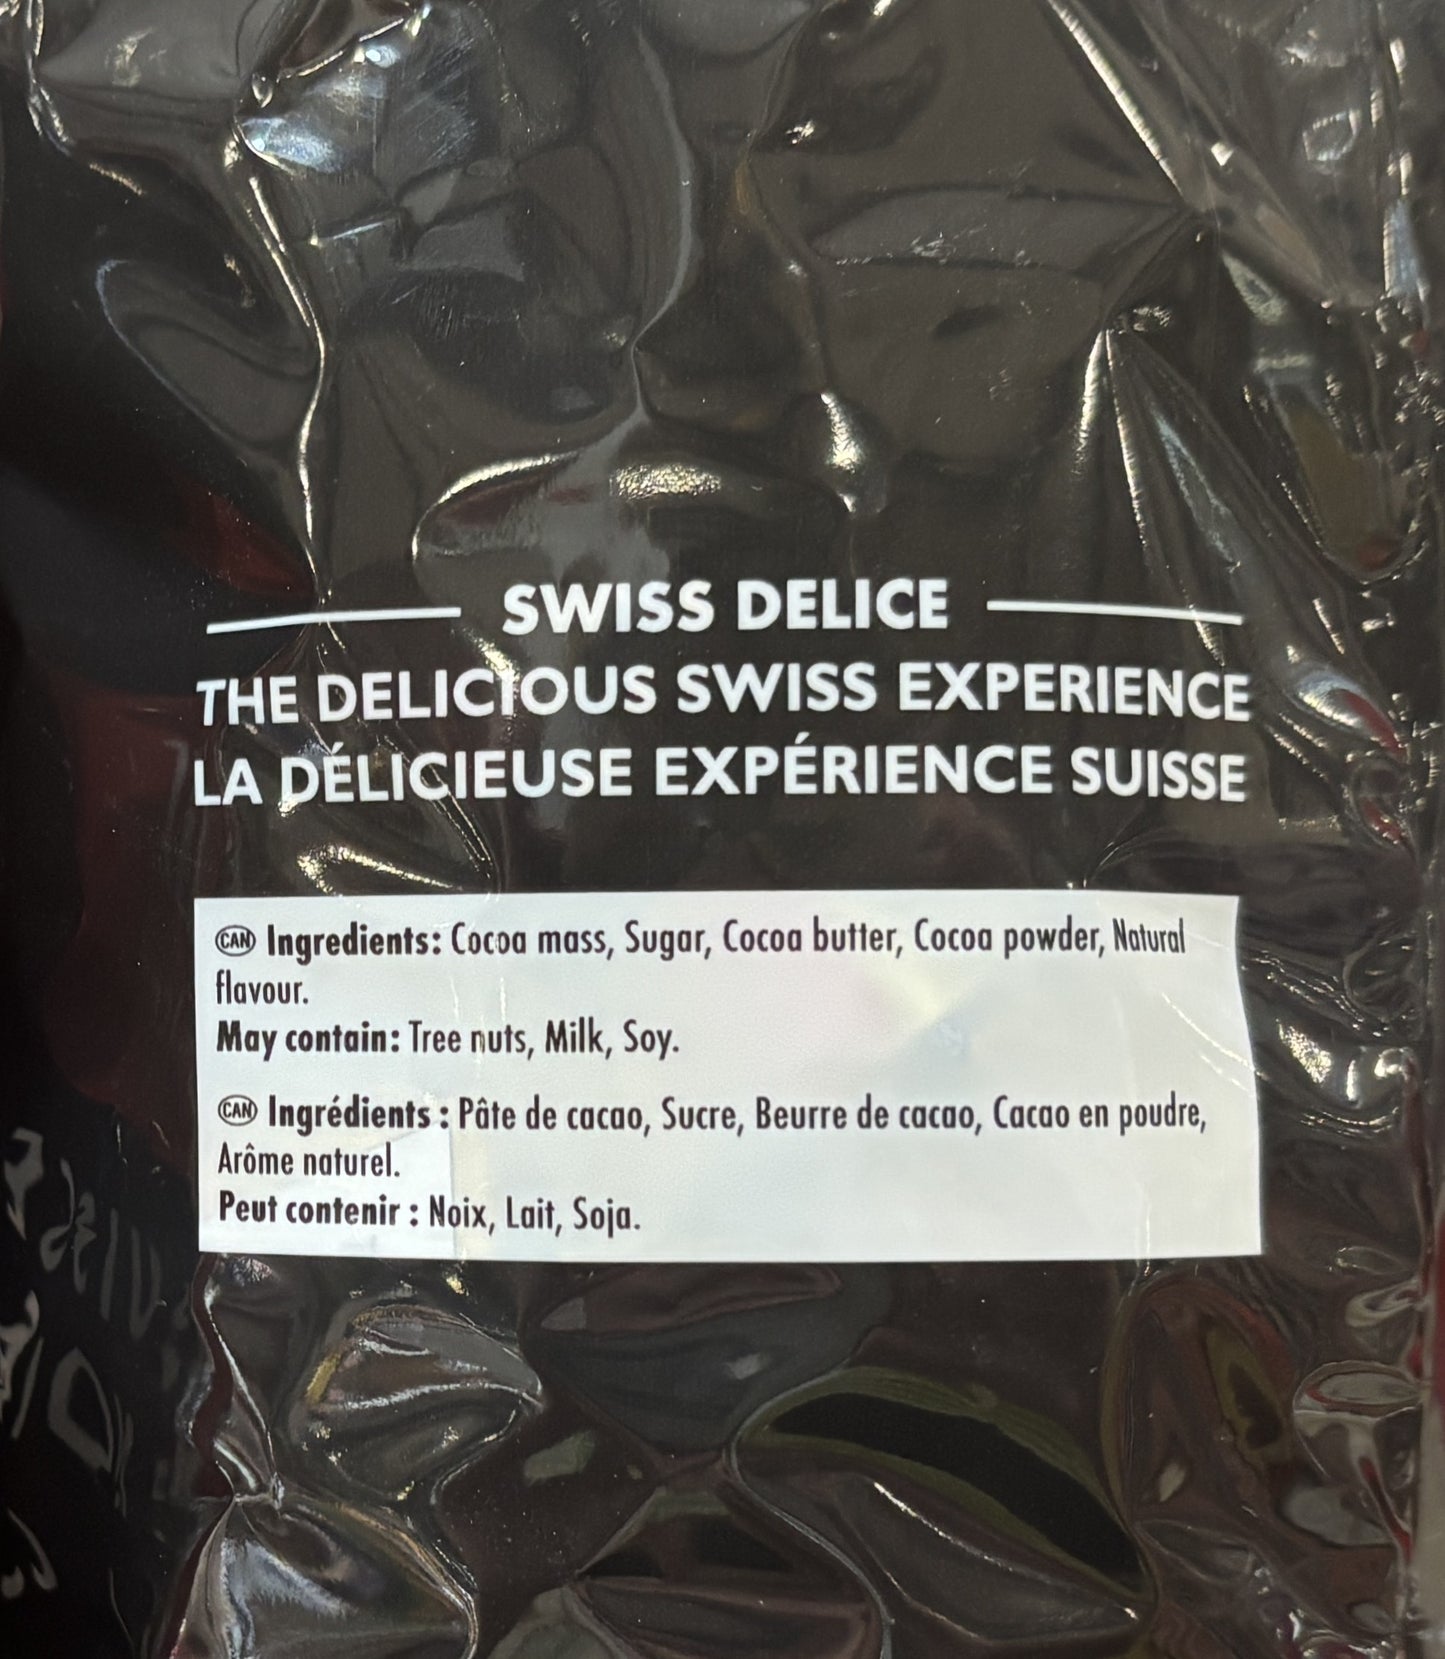 SWISS DELICE
THE DELICIOUS SWISS EXPERIENCE
LA DÉLICIEUSE EXPÉRIENCE SUISSE
CAN Ingredients: Cocoa mass, Sugar, Cocoa butter, Cocoa powder, Natural
flavour.
May contain: Tree nuts, Milk, Soy.
CAN Ingrédients : Pâte de cacao, Sucre, Beurre de cacao, Cacao en poudre,
Arôme naturel.
Peut contenir : Noix, Lait, Soja.